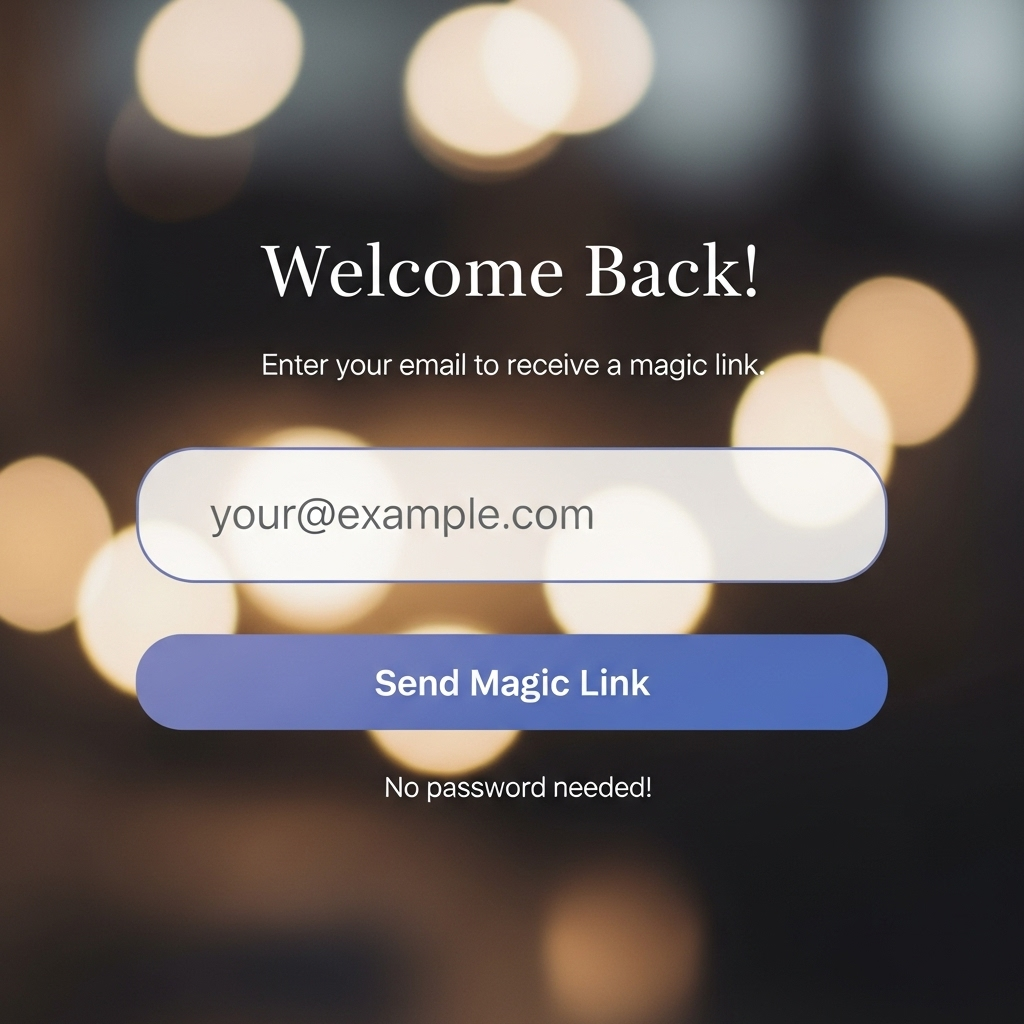 Welcome Back!
Enter your email to receive a magic link.
your@example.com
Send Magic Link
No password needed!